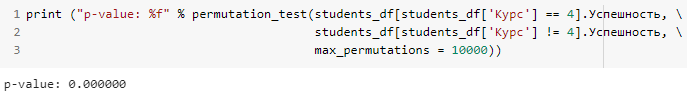 1 print ("p-value: %f" % permutation_test(students_df[students_df['Курс'] == 4].Успешность, \
2 students_df[students_df['Курс'] != 4].Успешность, \
3 max_permutations = 10000))
p-value: 0.000000